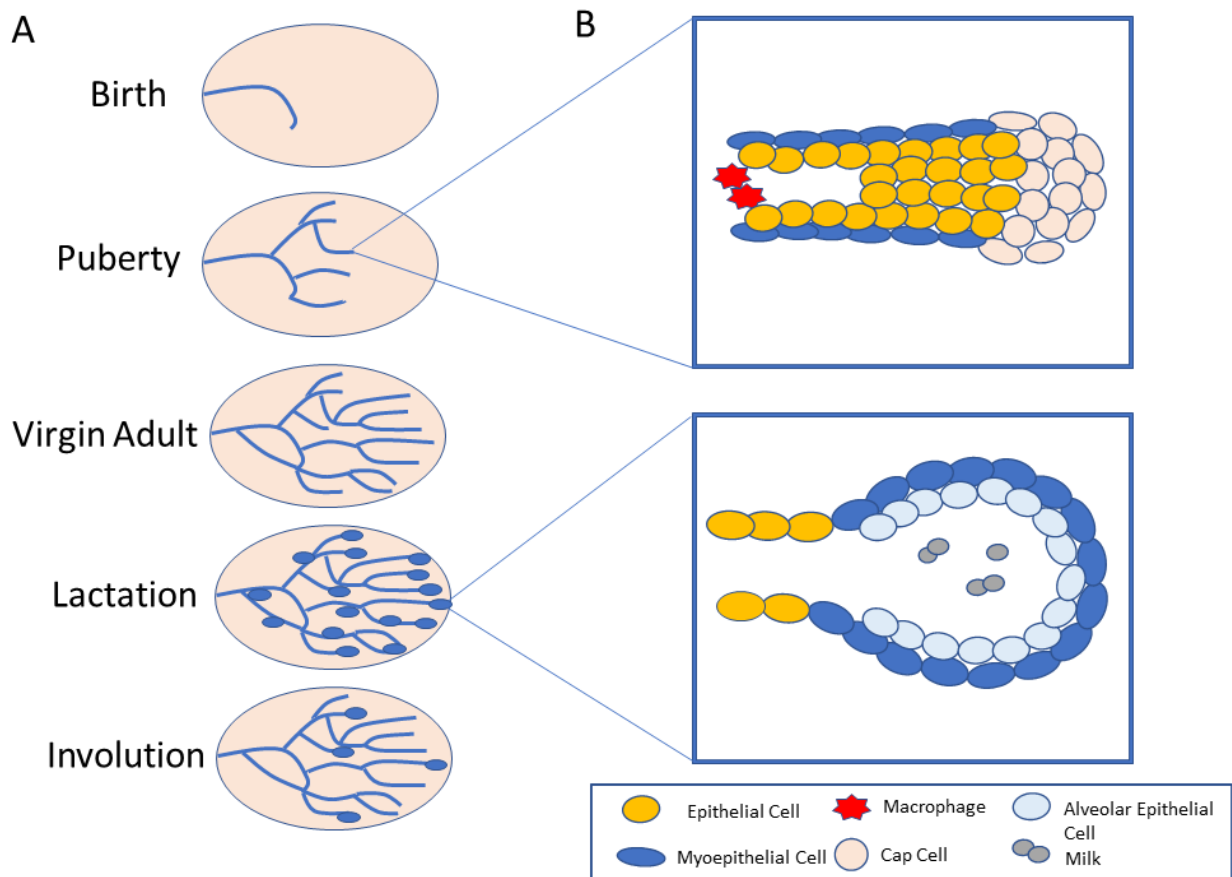 A
B
Birth
Puberty
Virgin Adult
Lactation
Involution
Epithelial Cell
Macrophage
Alveolar Epithelial
Cell
Myoepithelial Cell
Cap Cell
Milk